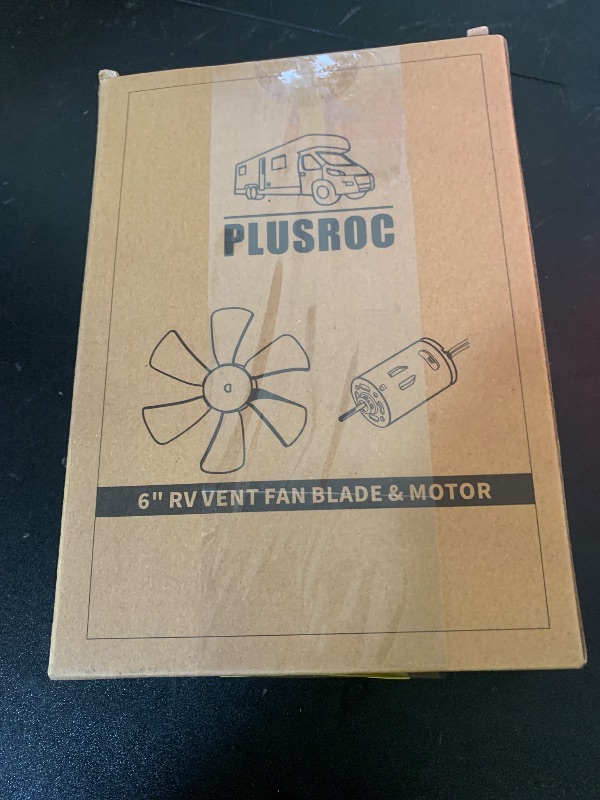 PLUSROC
6" RV VENT FAN BLADE & MOTOR